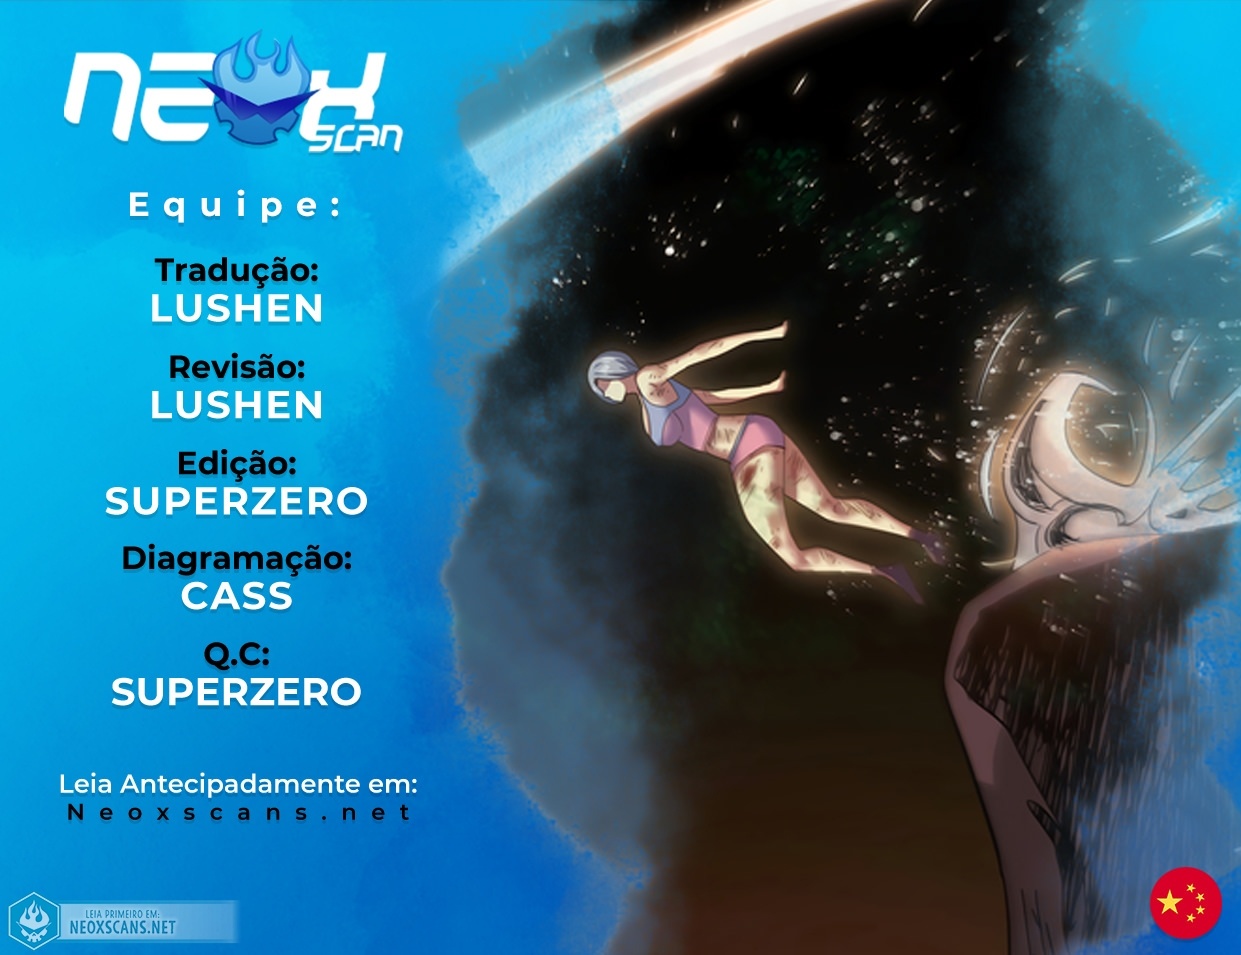 NEOX
SCAN
Equipe:
Tradução:
LUSHEN
Revisão:
LUSHEN
Edição:
SUPERZERO
Diagramação:
CASS
Q.C:
SUPERZERO
Leia Antecipadamente em:
Neoxscans.net
LEIA PRIMEIRO EM:
NEOXSCANS.NET